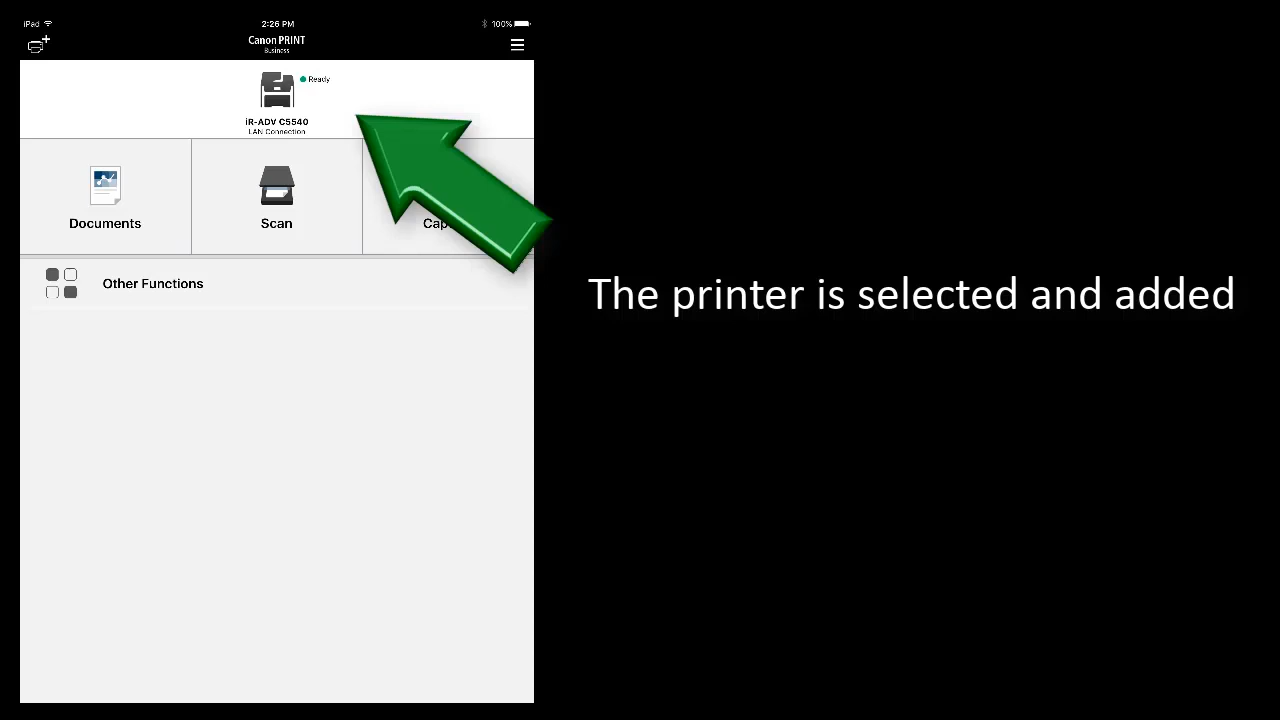 iPad 2:26 PM 100%
Canon PRINT
Business
Ready
iR-ADV C5540
LAN Connection
Documents Scan
Other Functions
The printer is selected and added